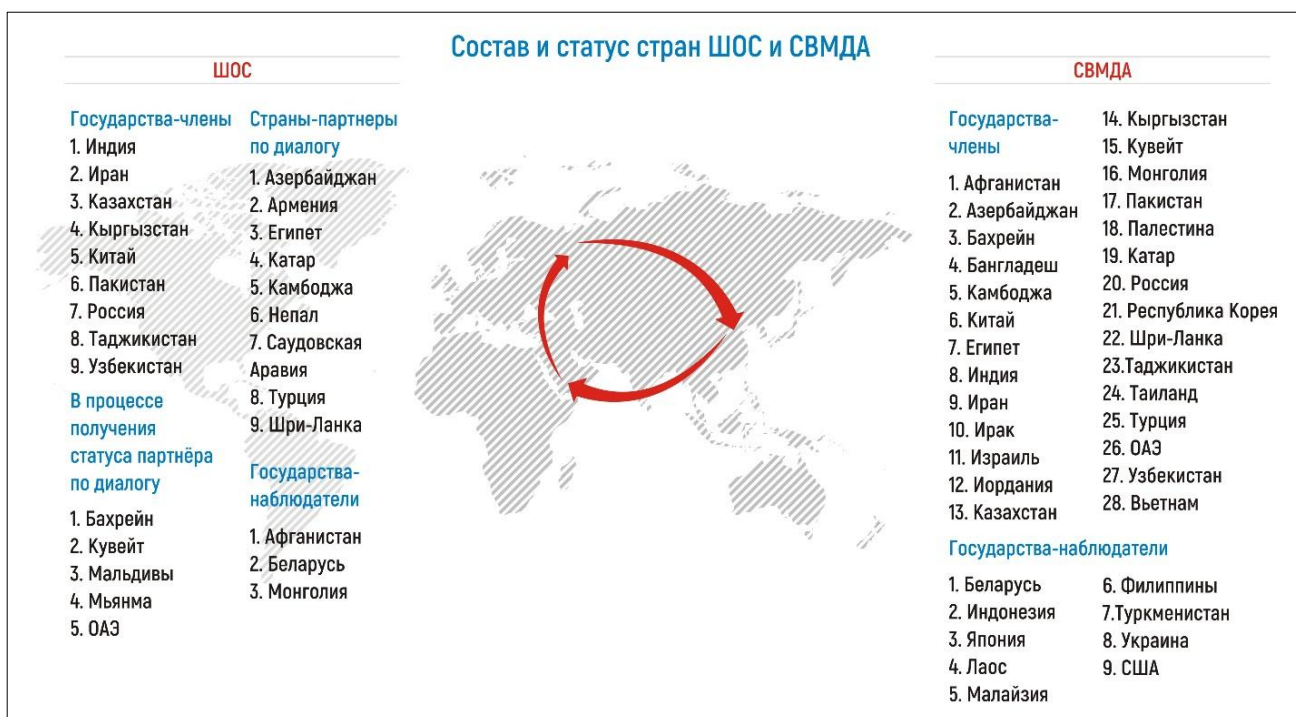 Состав и статус стран ШОС и СВМДА
ШОС
Государства-члены
1. Индия
2. Иран
3. Казахстан
4. Кыргызстан
5. Китай
6. Пакистан
7. Россия
8. Таджикистан
9. Узбекистан
В процессе
получения
статуса партнёра
по диалогу
1. Бахрейн
2. Кувейт
3. Мальдивы
4. Мьянма
5. ОАЭ
Страны-партнеры
по диалогу
1. Азербайджан
2. Армения
3. Египет
4. Катар
5. Камбоджа
6. Непал
7. Саудовская
Аравия
8. Турция
9. Шри-Ланка
Государства-
наблюдатели
1. Афганистан
2. Беларусь
3. Монголия
СВМДА
Государства-
члены
1. Афганистан
2. Азербайджан
3. Бахрейн
4. Бангладеш
5. Камбоджа
6. Китай
7. Египет
8. Индия
9. Иран
10. Ирак
11. Израиль
12. Иордания
13. Казахстан
14. Кыргызстан
15. Кувейт
16. Монголия
17. Пакистан
18. Палестина
19. Катар
20. Россия
21. Республика Корея
22. Шри-Ланка
23.Таджикистан
24. Таиланд
25. Турция
26. ОАЭ
27. Узбекистан
28. Вьетнам
Государства-наблюдатели
1. Беларусь
2. Индонезия
3. Япония
4. Лаос
5. Малайзия
6. Филиппины
7.Туркменистан
8. Украина
9. США